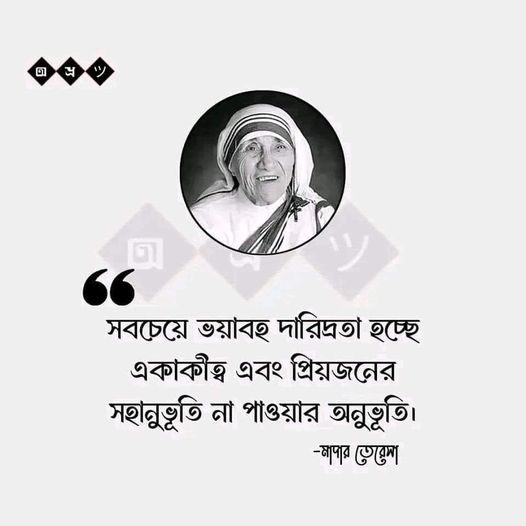 সবচেয়ে ভয়াবহ দারিদ্রতা হচ্ছে
একাকীত্ব এবং প্রিয়জনের
সহানুভূতি না পাওয়ার অনুভূতি।
-মাদার তেরেসা